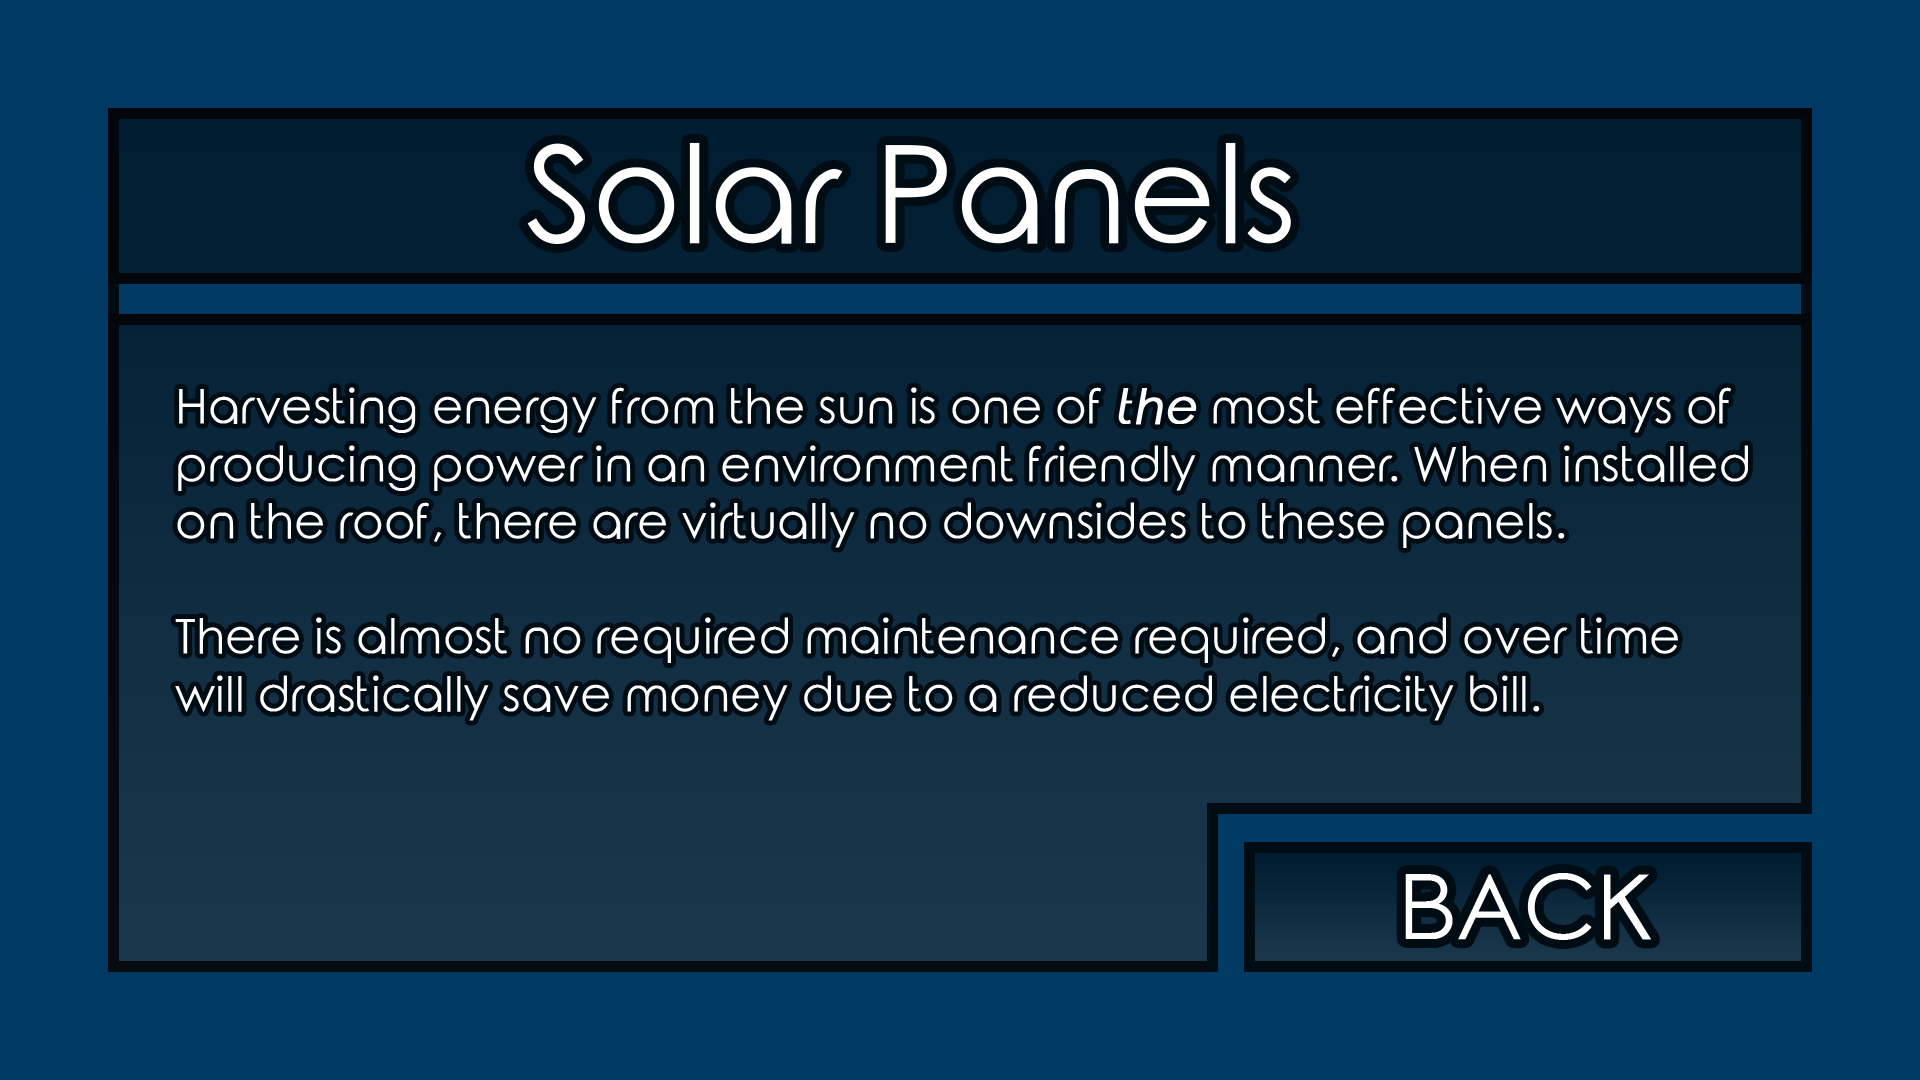 Solar Panels
Harvesting energy from the sun is one of the most effective ways of
producing power in an environment friendly manner. When installed
on the roof, there are virtually no downsides to these panels.
There is almost no required maintenance required, and over time
will drastically save money due to a reduced electricity bill.
BACK